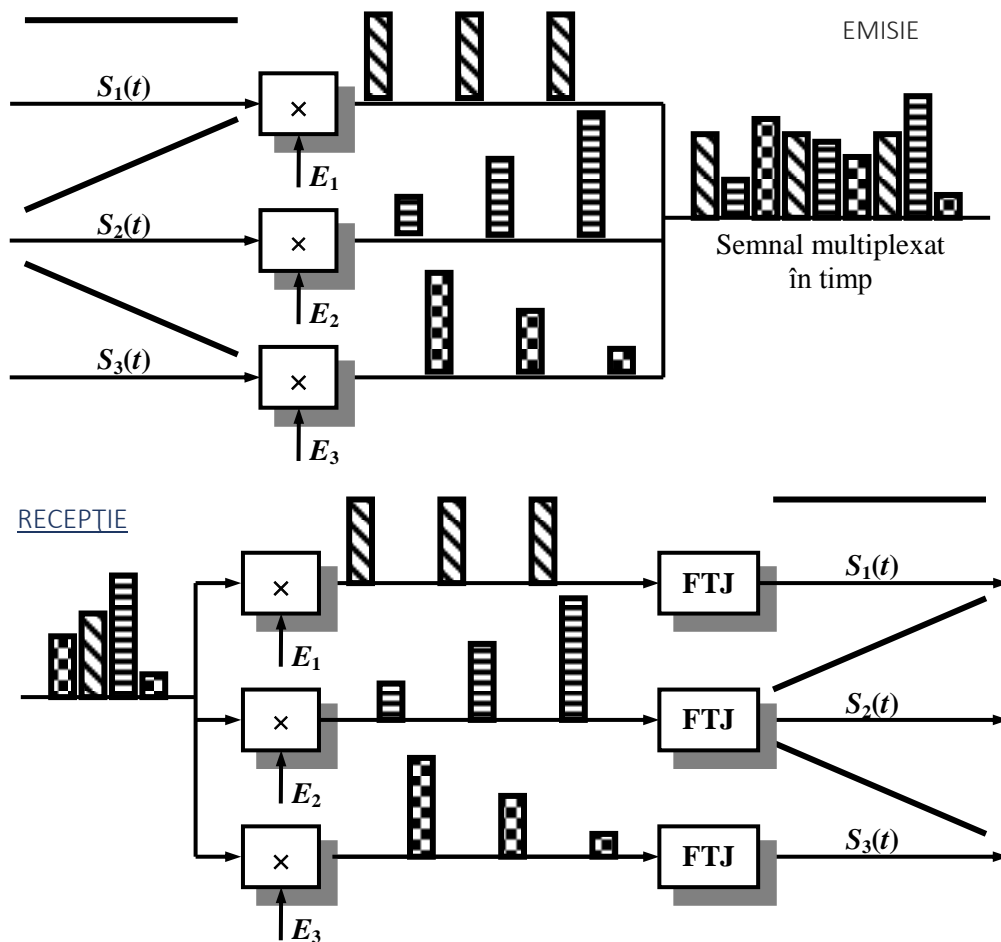 EMISIE
S1(t)
×
E1
S2(t)
×
E2
Semnal multiplexat
în timp
S3(t)
×
E3
RECEPŢIE
×
FTJ
S1(t)
E1
×
FTJ
S2(t)
E2
×
FTJ
S3(t)
E3